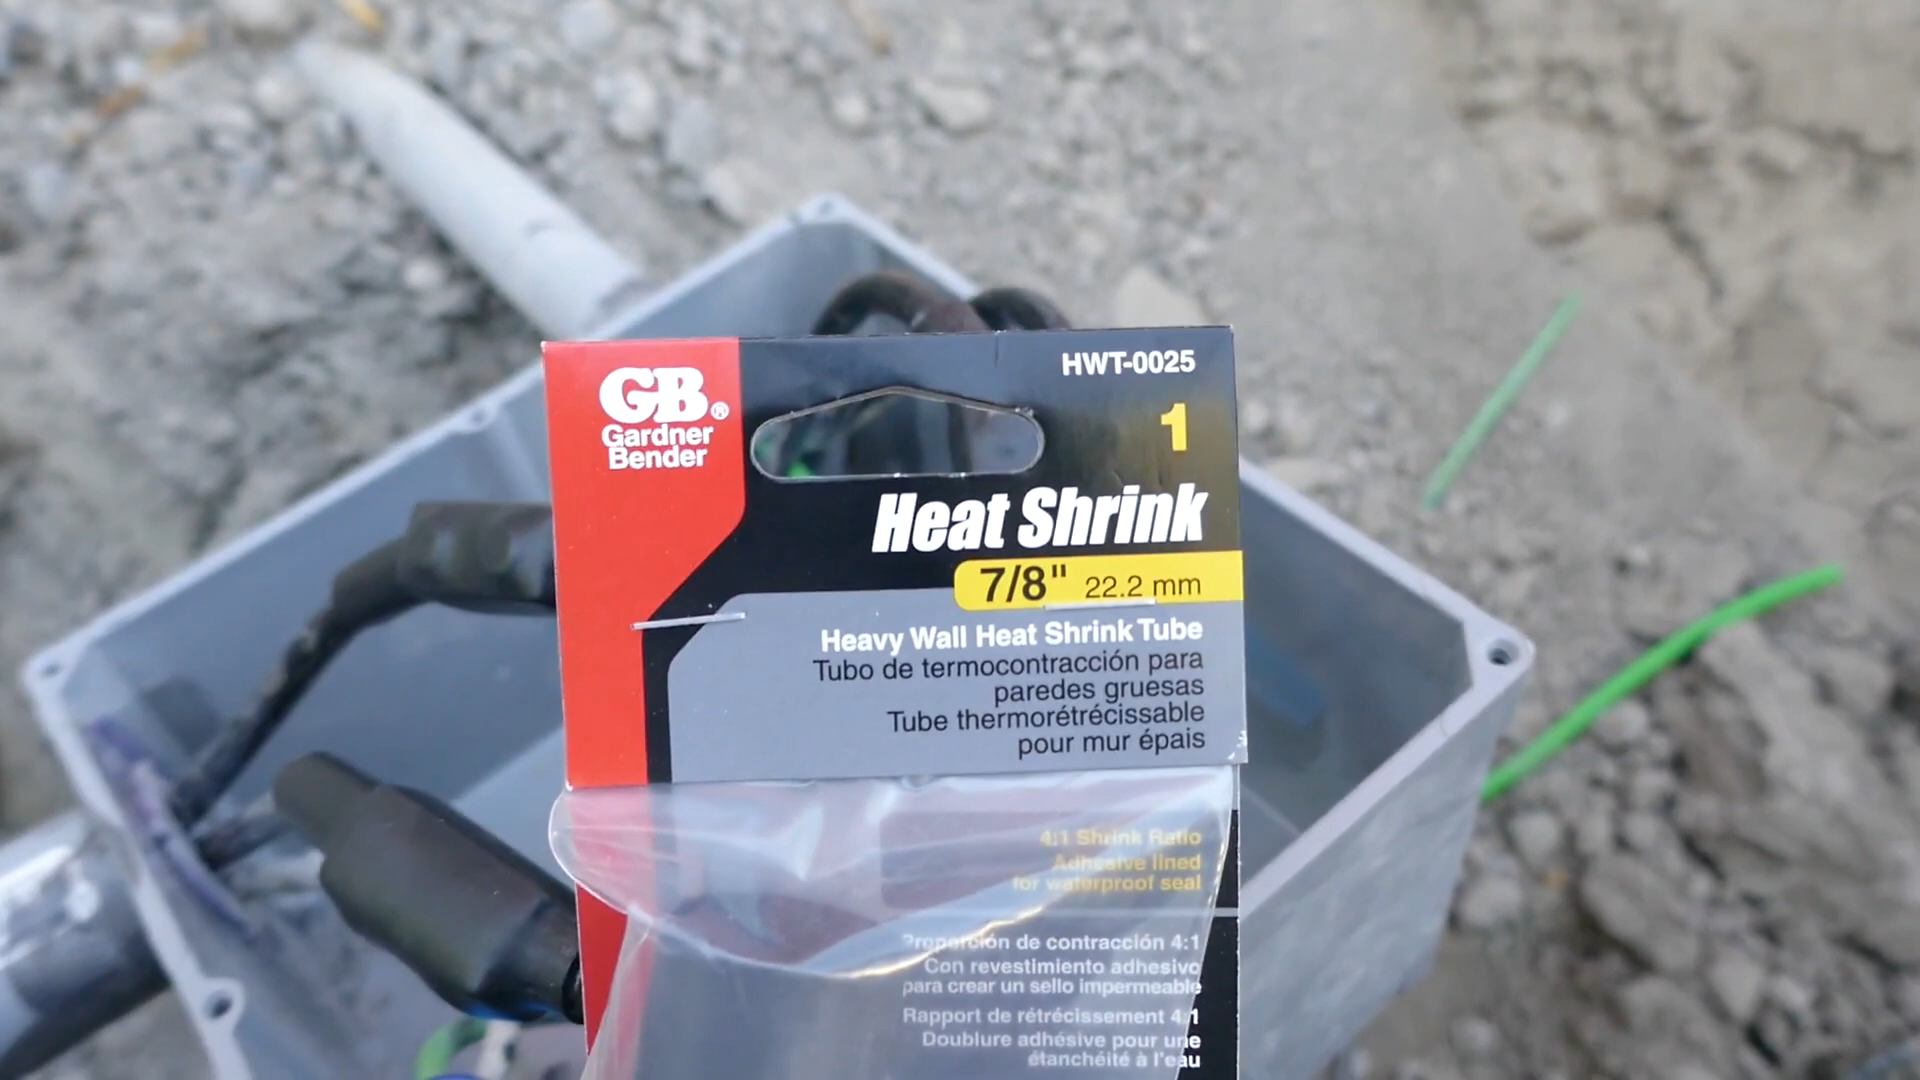 HWT-0025
GB®
Gardner
Bender
1
Heat Shrink
7/8" 22.2 mm
Heavy Wall Heat Shrink Tube
Tubo de termocontracción para
paredes gruesas
Tube thermorétrécissable
pour mur épais
4:1 Shrink Ratio
Adhesive lined
for waterproof seal
Proporción de contracción 4:1
Con revestimiento adhesivo
para crear un sello impermeable
Rapport de rétrécissement 4:1
Doublure adhésive pour une
étanchéité à l'eau